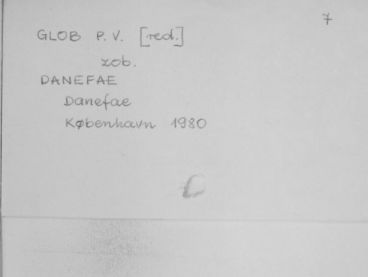 7
GLOB P. V. [red.]
zob.
DANEFAE
Danefae
København 1980
C